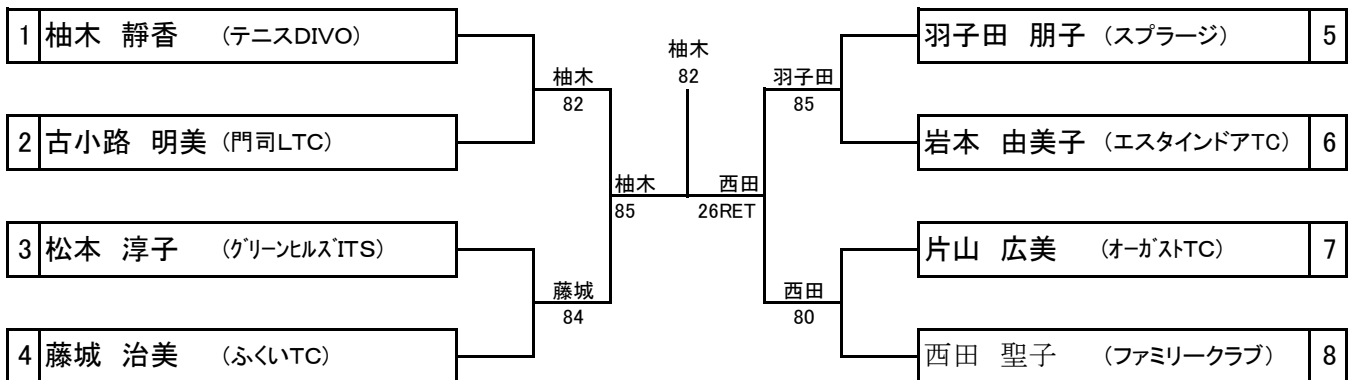 1 柚木 靜香 (テニスDIVO)
2 古小路 明美 (門司LTC)
3 松本 淳子 (グリーンヒルズITS)
4 藤城 治美 (ふくいTC)
柚木
82
藤城
84
柚木
85
柚木
82
西田
26RET
羽子田
85
西田
80
羽子田 朋子 (スプラージ) 5
岩本 由美子 (エスタインドアTC) 6
片山 広美 (オーガストTC) 7
西田 聖子 (ファミリークラブ) 8